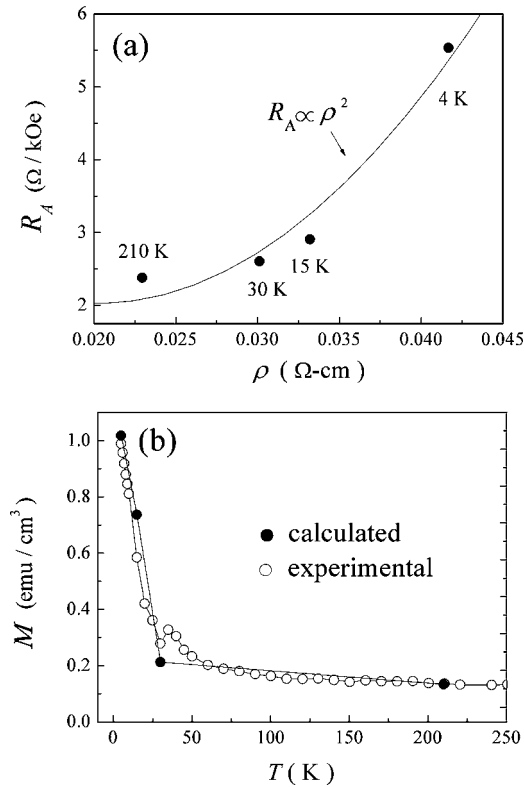 (a)
6
5
4
3
2
R_A (Ω / kOe)
R_A ∝ ρ²
4 K
210 K
30 K
15 K
0.020 0.025 0.030 0.035 0.040 0.045
ρ ( Ω-cm )
(b)
1.0
0.8
0.6
0.4
0.2
0.0
M (emu / cm³)
calculated
experimental
0 50 100 150 200 250
T ( K )